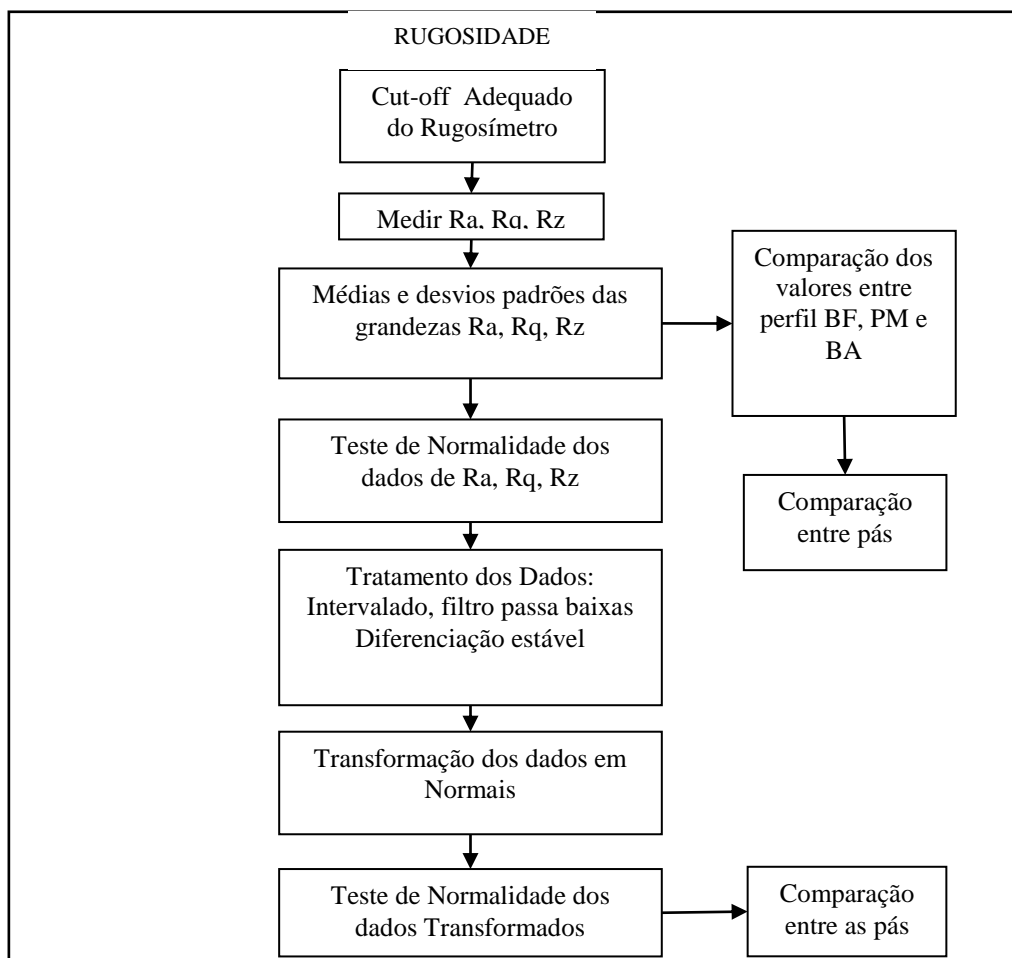 RUGOSIDADE
Cut-off Adequado
do Rugosímetro
Medir Ra, Rq, Rz
Médias e desvios padrões das
grandezas Ra, Rq, Rz
Comparação dos
valores entre
perfil BF, PM e
BA
Teste de Normalidade dos
dados de Ra, Rq, Rz
Comparação
entre pás
Tratamento dos Dados:
Intervalado, filtro passa baixas
Diferenciação estável
Transformação dos dados em
Normais
Teste de Normalidade dos
dados Transformados
Comparação
entre as pás